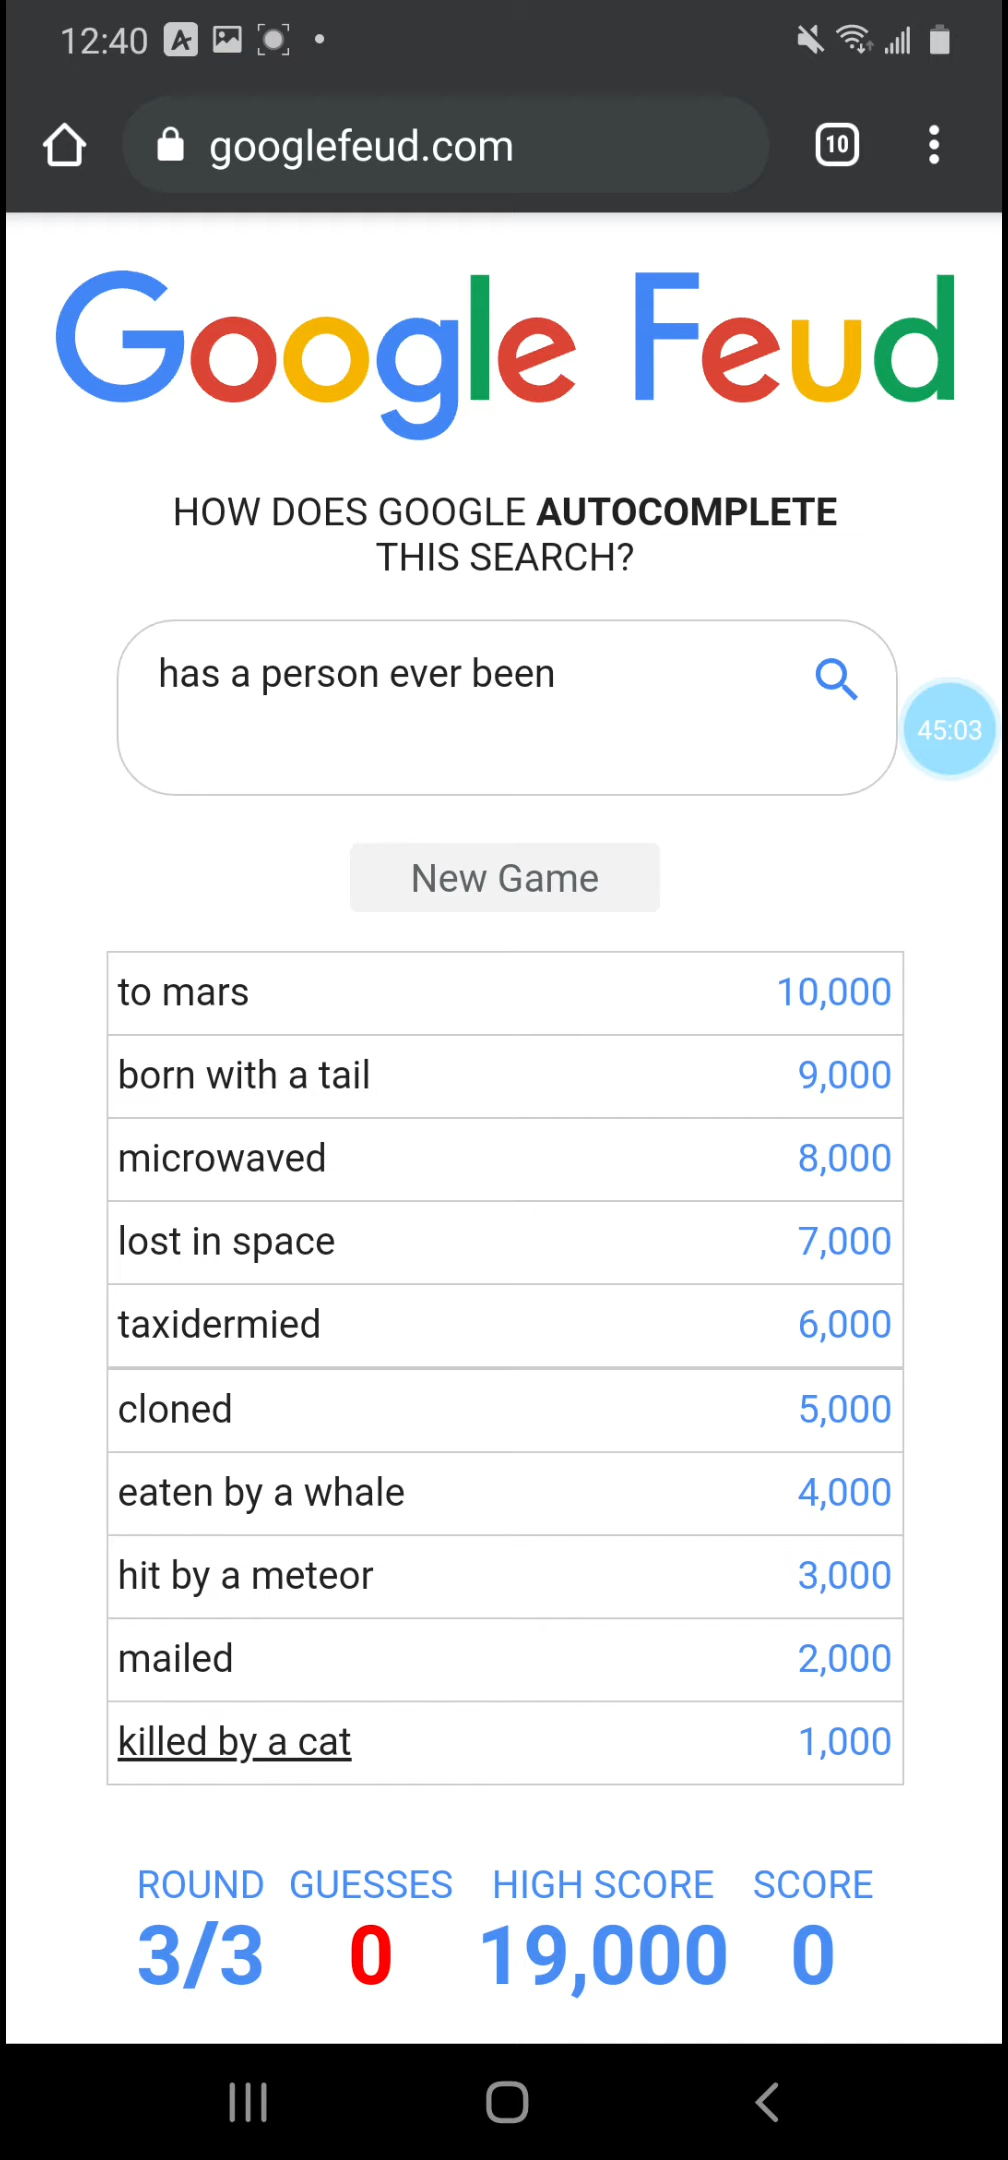 12:40
googlefeud.com
10
Google Feud
HOW DOES GOOGLE AUTOCOMPLETE
THIS SEARCH?
has a person ever been
45:03
New Game
to mars 10,000
born with a tail 9,000
microwaved 8,000
lost in space 7,000
taxidermied 6,000
cloned 5,000
eaten by a whale 4,000
hit by a meteor 3,000
mailed 2,000
killed by a cat 1,000
ROUND GUESSES HIGH SCORE SCORE
3/3 0 19,000 0